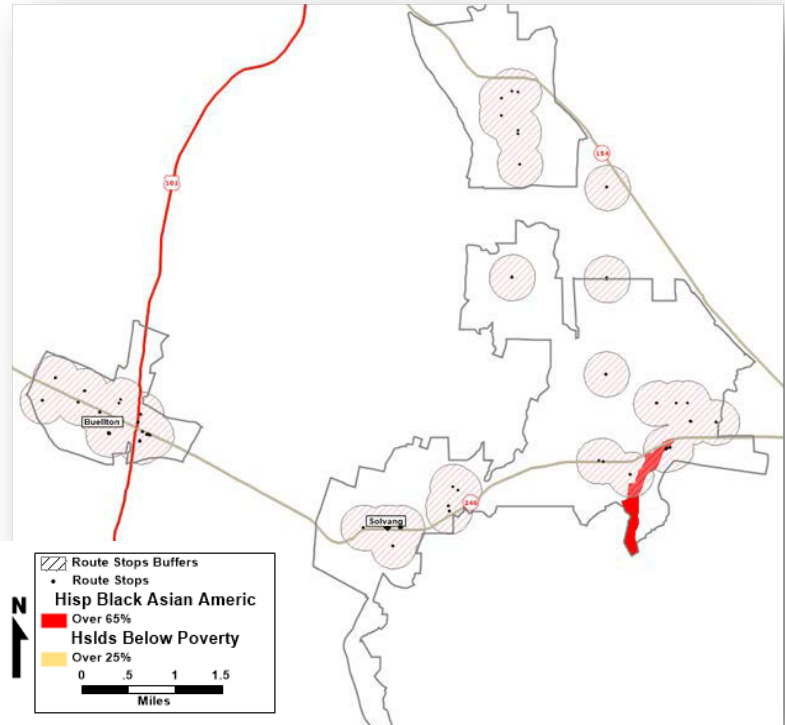 154
101
Buellton
Solvang
246
Route Stops Buffers
Route Stops
Hisp Black Asian Americ
Over 65%
Hslds Below Poverty
Over 25%
N
0 .5 1 1.5
Miles